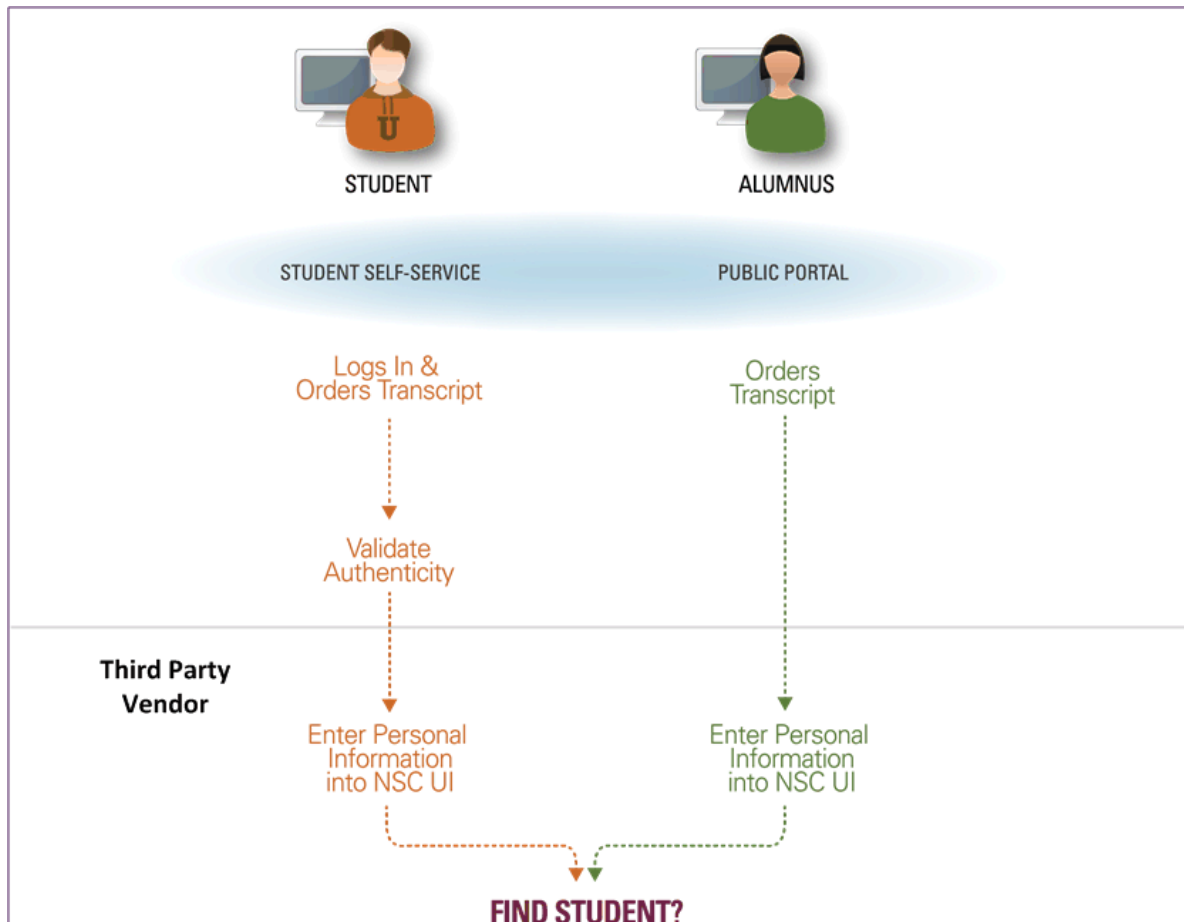 U
STUDENT
ALUMNUS
STUDENT SELF-SERVICE
PUBLIC PORTAL
Logs In &
Orders Transcript
Orders
Transcript
Validate
Authenticity
Third Party
Vendor
Enter Personal
Information
into NSC UI
Enter Personal
Information
into NSC UI
FIND STUDENT?